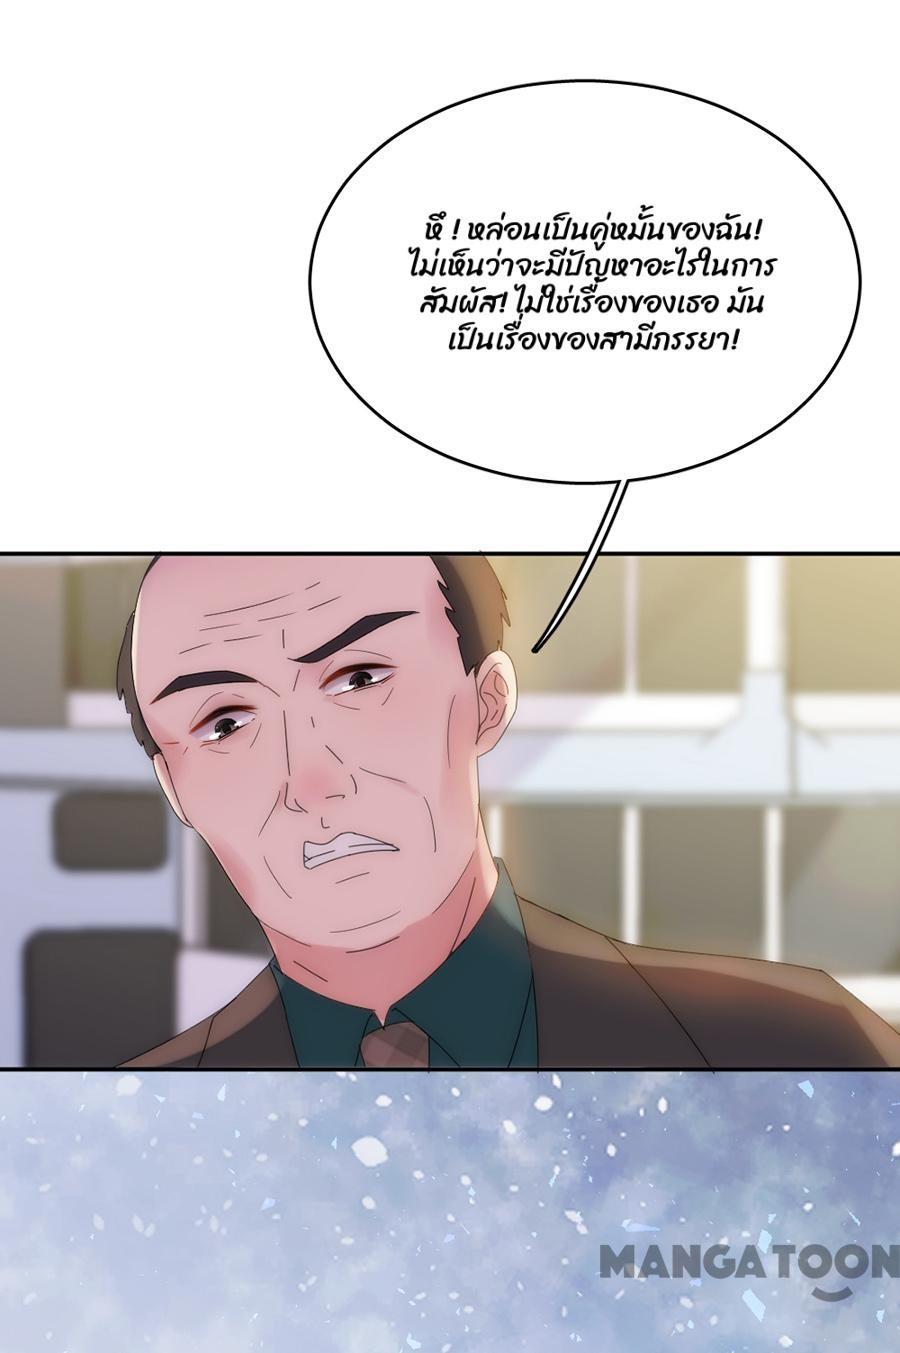 หึ ! หล่อนเป็นคู่หมั้นของฉัน!
ไม่เห็นว่าจะมีปัญหาอะไรในการ
สัมผัส! ไม่ใช่เรื่องของเธอ มัน
เป็นเรื่องของสามีภรรยา!
MANGATOON